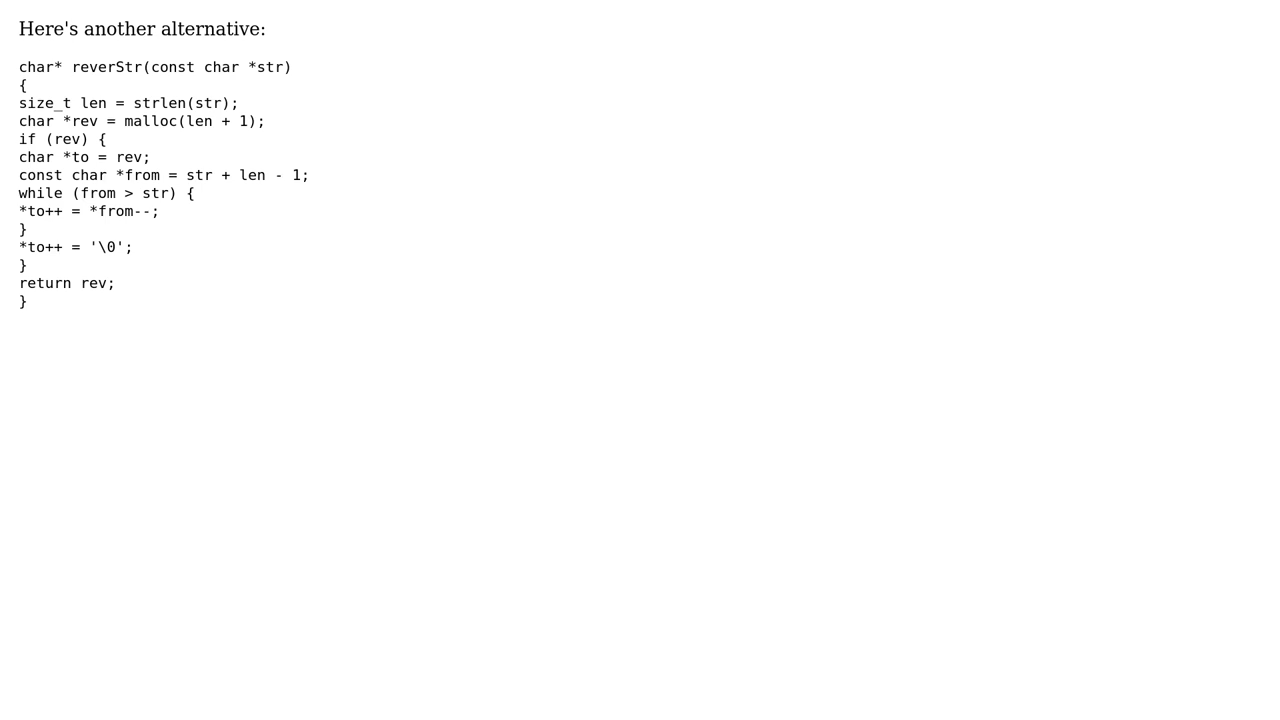 Here's another alternative:
char* reverStr(const char *str)
{
size_t len = strlen(str);
char *rev = malloc(len + 1);
if (rev) {
char *to = rev;
const char *from = str + len - 1;
while (from > str) {
*to++ = *from--;
}
*to++ = '\0';
}
return rev;
}